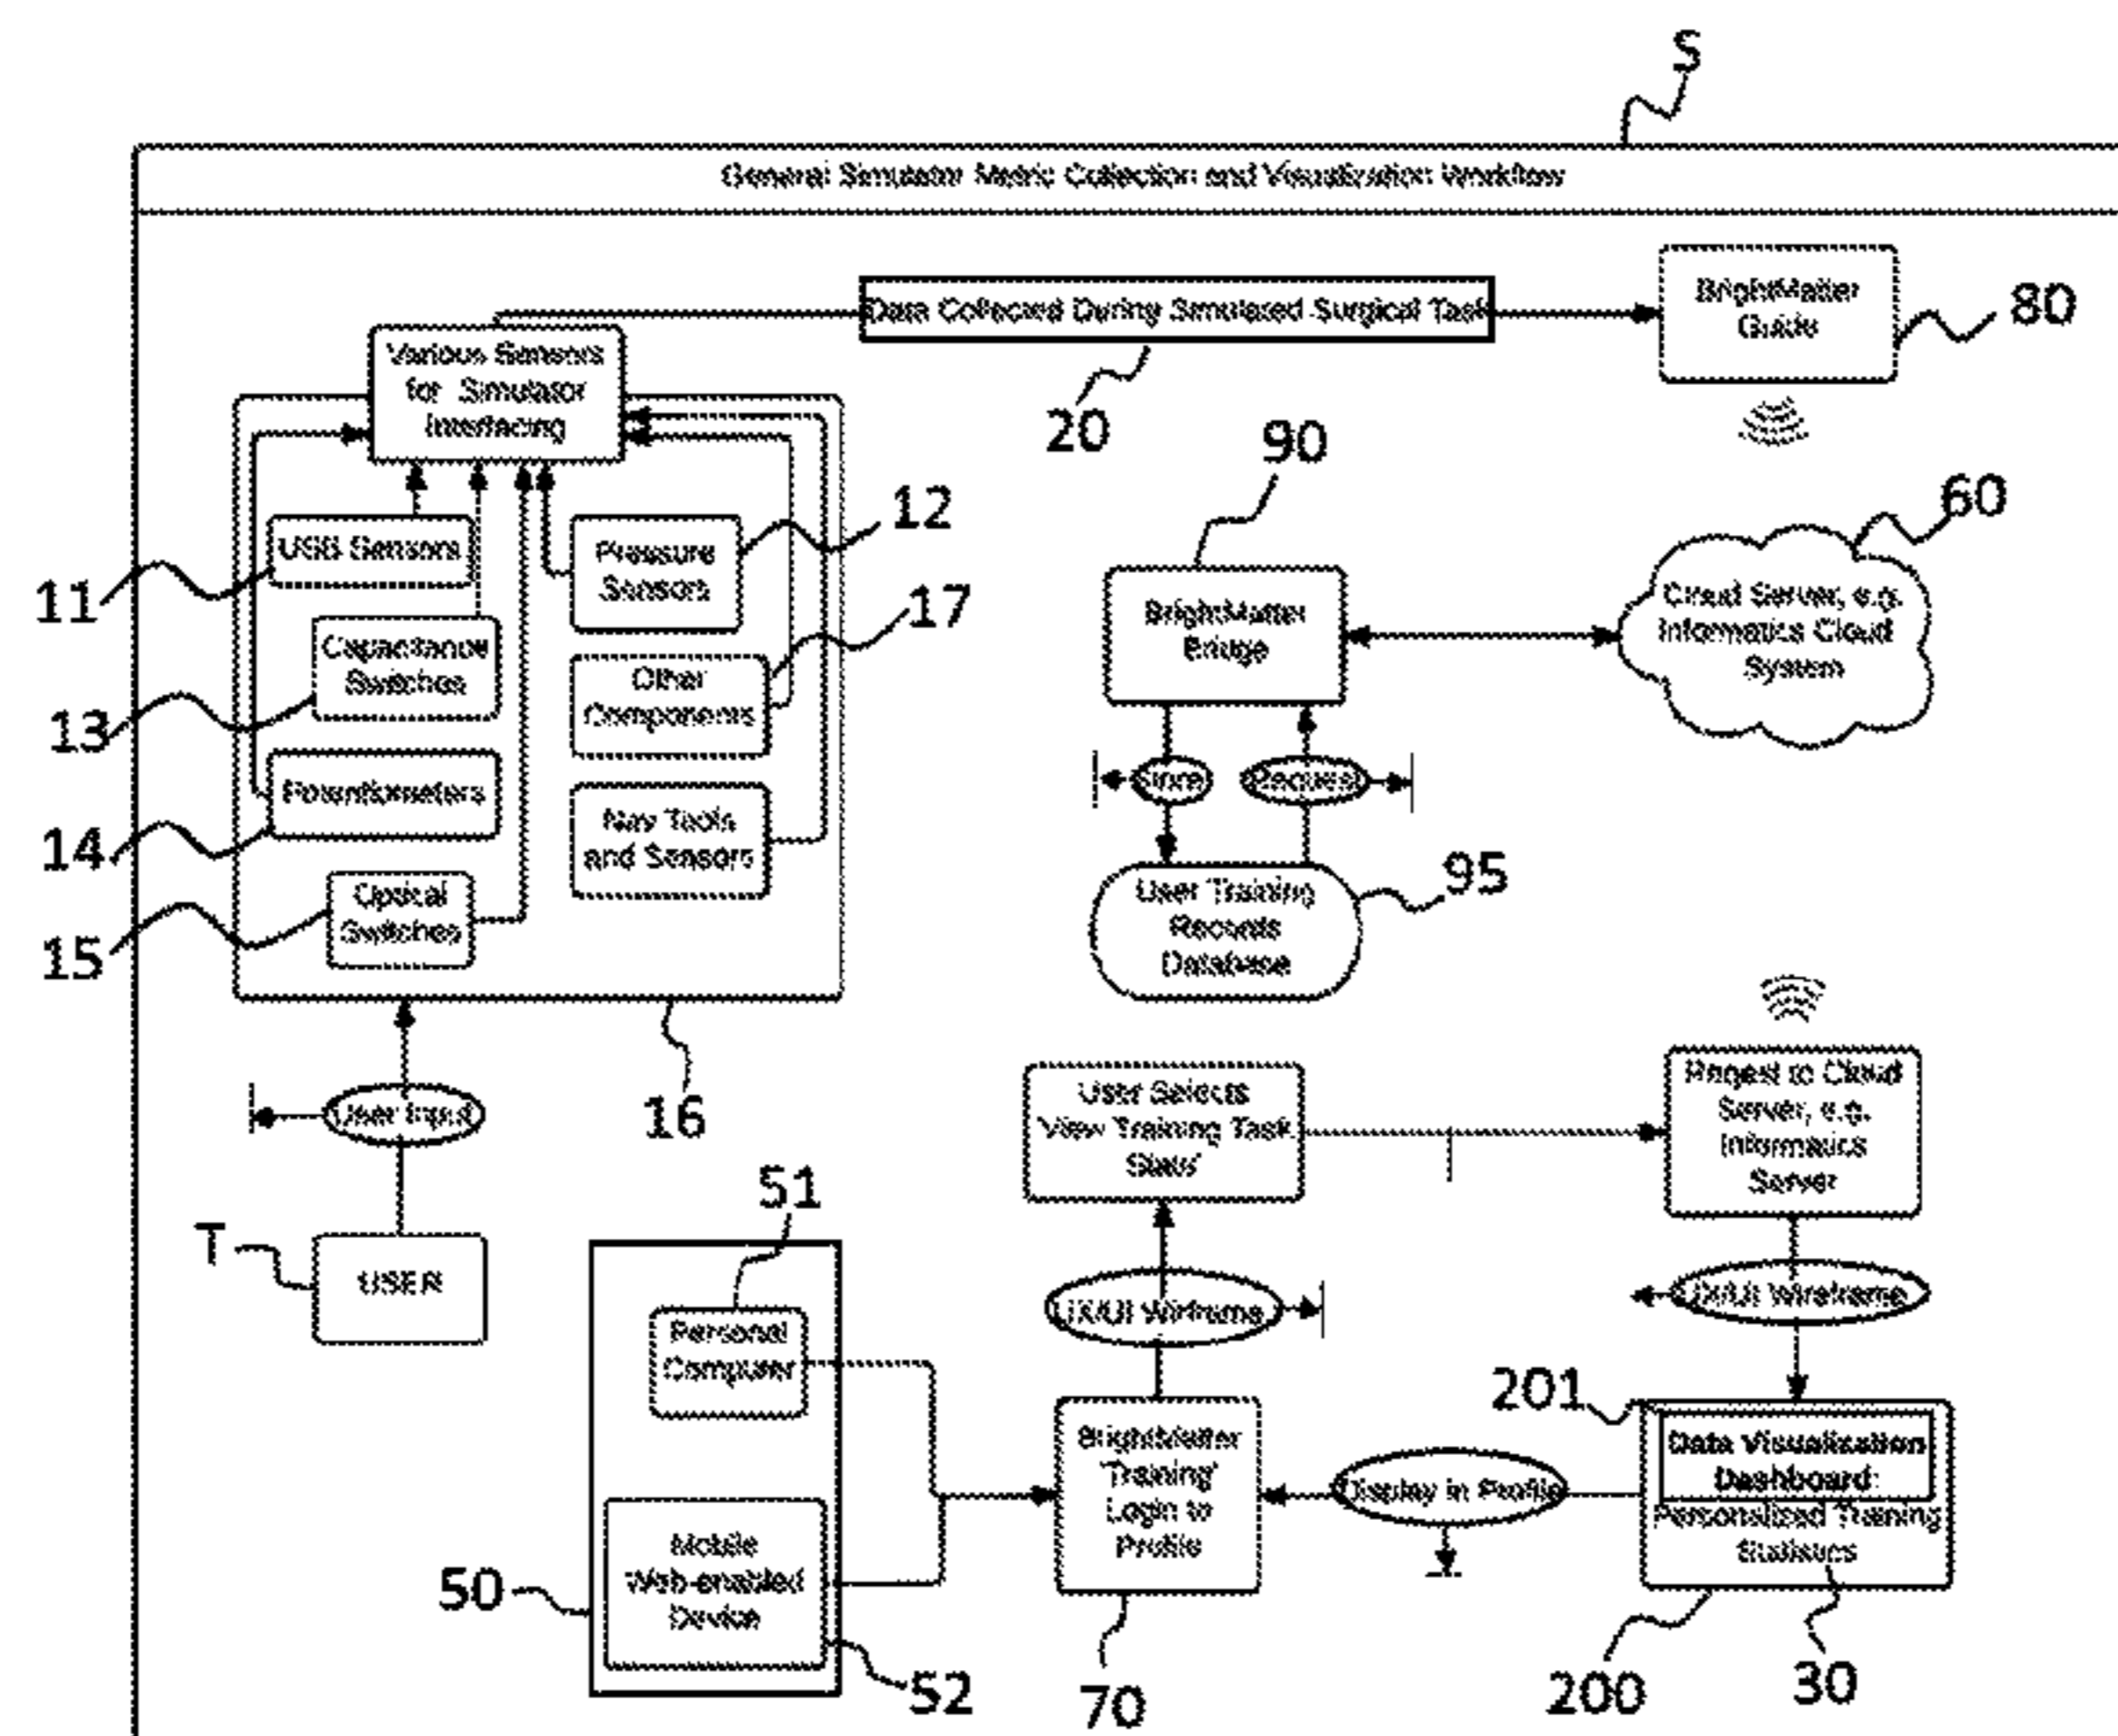 S
General Simulator Metric Collection and Visualization Workflow
Data Collected During Simulated Surgical Task
20
BrightMatter
Guide
80
Various Sensors
for Simulator
Interfacing
USB Sensors
11
Pressure
Sensors
12
Capacitance
Switches
13
Other
Components
17
Potentiometers
14
Nav Tools
and Sensors
Optical
Switches
15
16
User Input
T
USER
90
BrightMatter
Bridge
60
Cloud Server, e.g.
Informatics Cloud
System
Store
Request
User Training
Records
Database
95
User Selects
'View Training Task
Stats'
Reqest to Cloud
Server, e.g.
Informatics
Server
UX/UI Wirframe
UX/UI Wireframe
51
Personal
Computer
Mobile
Web-enabled
Device
50
52
BrightMatter
'Training'
Login to
Profile
70
Display in Profile
201
Data Visualization
Dashboard:
Personalized Training
Statistics
200
30